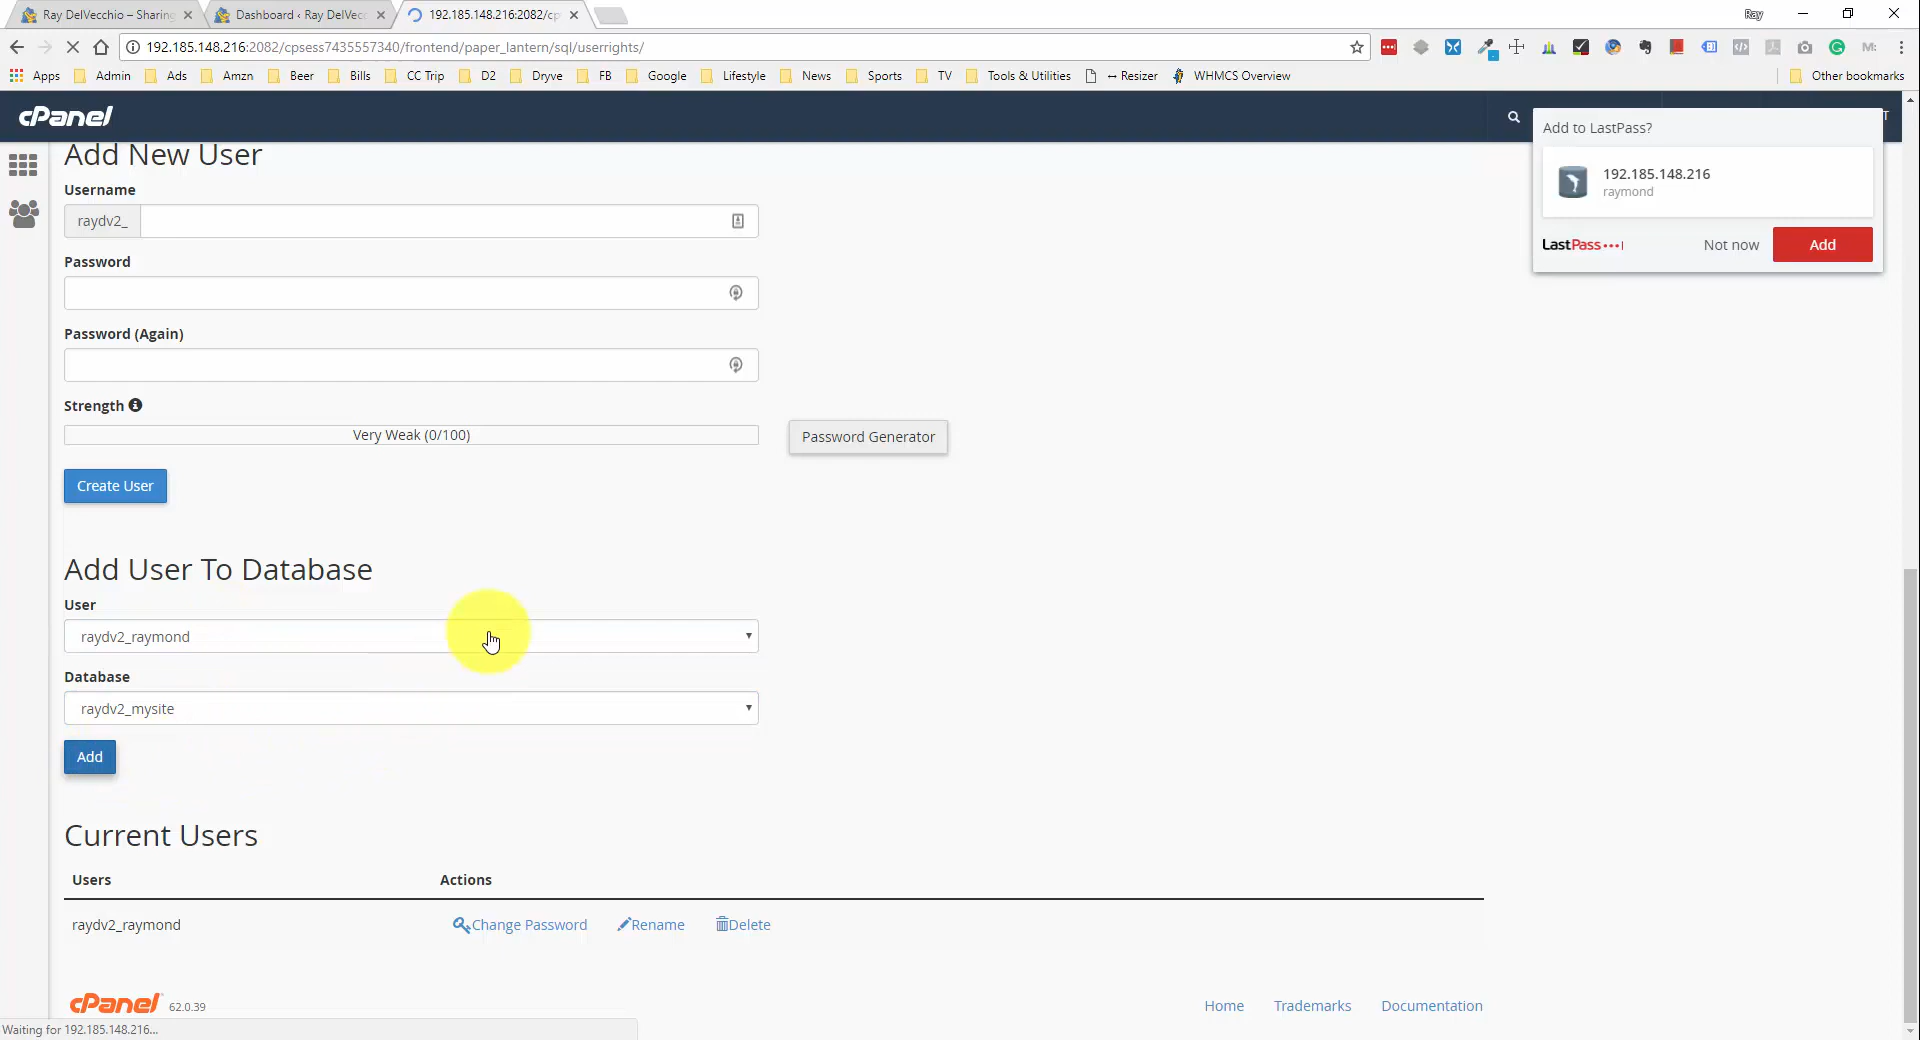 Ray DelVecchio – Sharing
Dashboard ‹ Ray DelVecc
192.185.148.216:2082/cp
Ray
192.185.148.216:2082/cpsess7435557340/frontend/paper_lantern/sql/userrights/
Apps
Admin
Ads
Amzn
Beer
Bills
CC Trip
D2
Dryve
FB
Google
Lifestyle
News
Sports
TV
Tools & Utilities
↔ Resizer
WHMCS Overview
Other bookmarks
cPanel
T
Add to LastPass?
192.185.148.216
raymond
LastPass•••|
Not now
Add
Add New User
Username
raydv2_
Password
Password (Again)
Strength
Very Weak (0/100)
Password Generator
Create User
Add User To Database
User
raydv2_raymond
Database
raydv2_mysite
Add
Current Users
Users
Actions
raydv2_raymond
Change Password
Rename
Delete
cPanel
62.0.39
Home
Trademarks
Documentation
Waiting for 192.185.148.216...